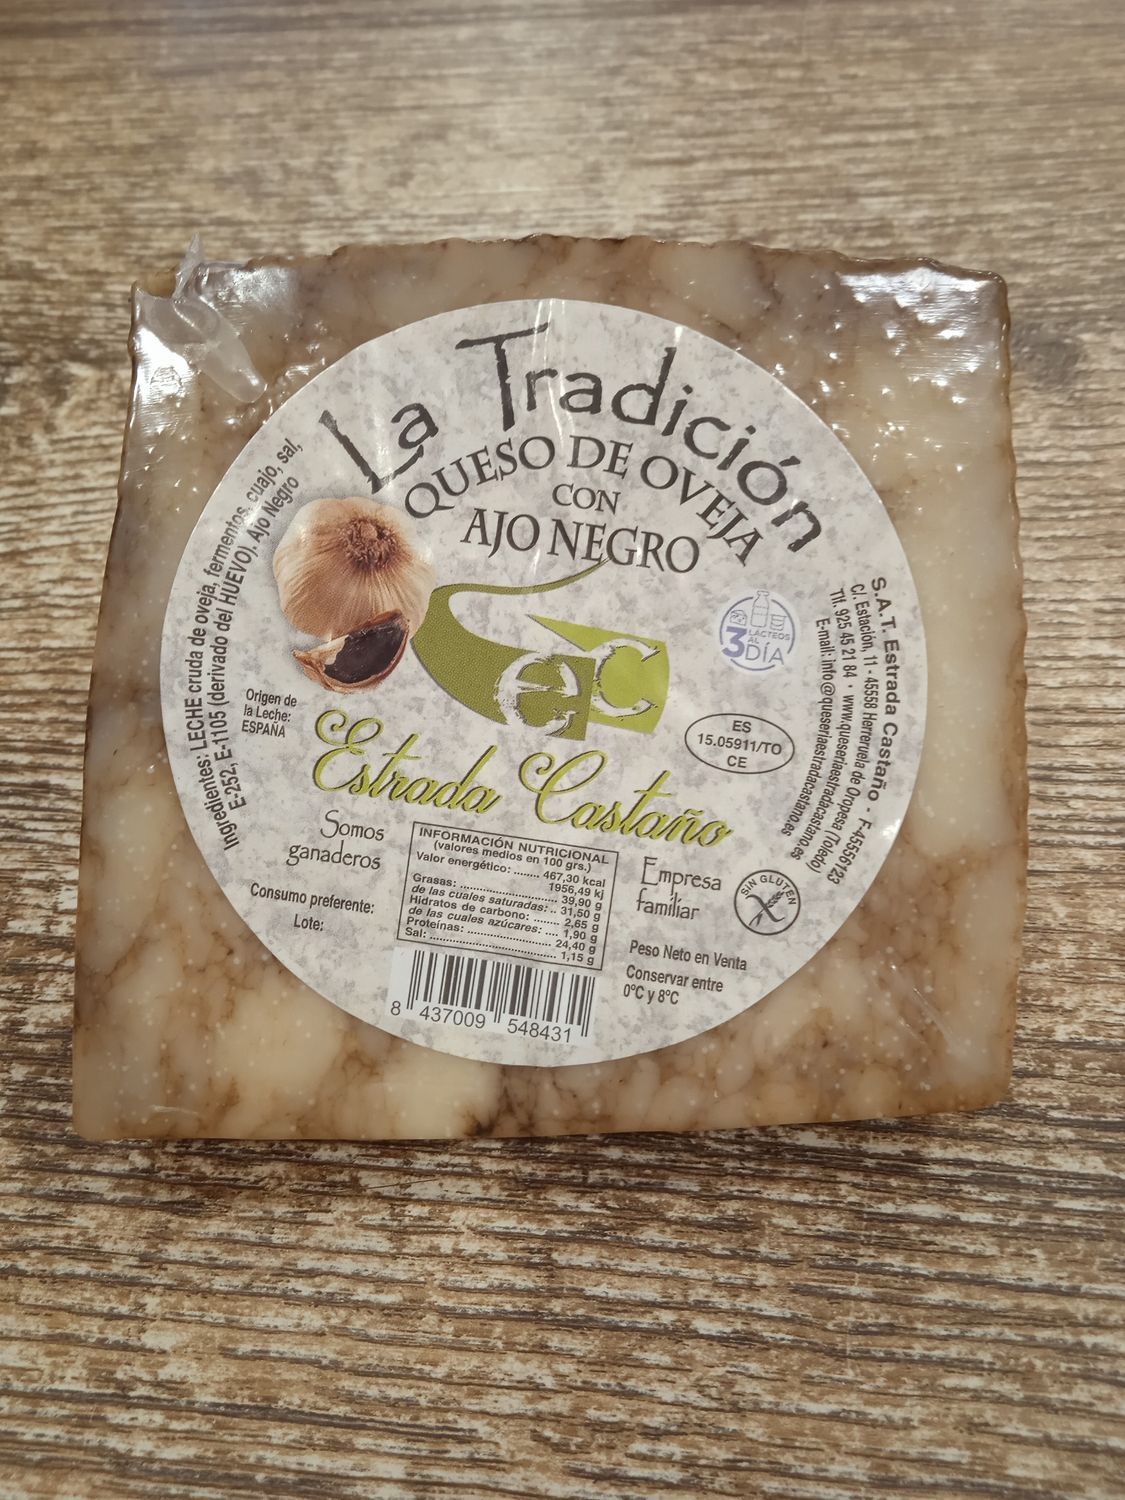 La Tradición
QUESO DE OVEJA
CON
AJO NEGRO
Ingredientes: LECHE cruda de oveja, fermentos, cuajo, sal,
E-252, E-1105 (derivado del HUEVO), Ajo Negro
Origen de
la Leche:
ESPAÑA
eC
Estrada Castaño
3 LÁCTEOS
AL
DÍA
ES
15.05911/TO
CE
S.A.T. Estrada Castaño · F-45556123
C/. Estación, 11 - 45558 Herreruela de Oropesa (Toledo)
Tlf. 925 45 21 84 · www.queseriaestradacastano.es
E-mail: info@queseriaestradacastano.es
Somos
ganaderos
Consumo preferente:
Lote:
INFORMACIÓN NUTRICIONAL
(valores medios en 100 grs.)
Valor energético: ....... 467,30 kcal
1956,49 kj
Grasas: ........................ 39,90 g
de las cuales saturadas: .. 31,50 g
Hidratos de carbono: ....... 2,65 g
de las cuales azúcares: .... 1,90 g
Proteínas: ..................... 24,40 g
Sal: ............................... 1,15 g
Empresa
familiar
SIN GLUTEN
Peso Neto en Venta
Conservar entre
0ºC y 8ºC
8 437009 548431